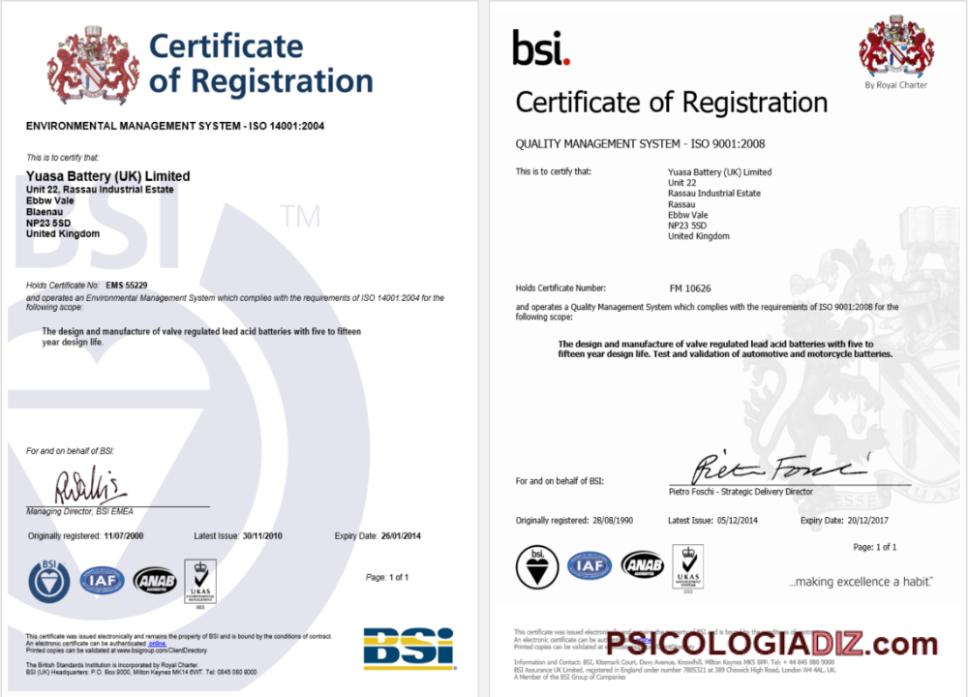 Certificate
of Registration
ENVIRONMENTAL MANAGEMENT SYSTEM - ISO 14001:2004
This is to certify that:
Yuasa Battery (UK) Limited
Unit 22, Rassau Industrial Estate
Ebbw Vale
Blaenau
NP23 5SD
United Kingdom
BSI
TM
Holds Certificate No: EMS 55229
and operates an Environmental Management System which complies with the requirements of ISO 14001:2004 for the
following scope:
The design and manufacture of valve regulated lead acid batteries with five to fifteen
year design life.
For and on behalf of BSI:
Managing Director, BSI EMEA
Originally registered: 11/07/2000 Latest Issue: 30/11/2010 Expiry Date: 26/01/2014
BSI
IAF
ANAB
UKAS
003
Page: 1 of 1
This certificate was issued electronically and remains the property of BSI and is bound by the conditions of contract.
An electronic certificate can be authenticated online.
Printed copies can be validated at www.bsigroup.com/ClientDirectory
The British Standards Institution is incorporated by Royal Charter.
BSI (UK) Headquarters: P.O. Box 9000, Milton Keynes MK14 6WT. Tel: 0845 080 9000
BSi
bsi.
By Royal Charter
Certificate of Registration
QUALITY MANAGEMENT SYSTEM - ISO 9001:2008
This is to certify that:
Yuasa Battery (UK) Limited
Unit 22
Rassau Industrial Estate
Rassau
Ebbw Vale
NP23 5SD
United Kingdom
Holds Certificate Number: FM 10626
and operates a Quality Management System which complies with the requirements of ISO 9001:2008 for the
following scope:
The design and manufacture of valve regulated lead acid batteries with five to
fifteen year design life. Test and validation of automotive and motorcycle batteries.
For and on behalf of BSI:
Pietro Foschi
Pietro Foschi - Strategic Delivery Director
Originally registered: 28/08/1990 Latest Issue: 05/12/2014 Expiry Date: 20/12/2017
Page: 1 of 1
bsi.
IAF
ANAB
UKAS
003
...making excellence a habit.™
This certificate was issued electronically
An electronic certificate can be
Printed copies can be validated at
PSICOLOGIADIZ.com
Information and Contact: BSI, Kitemark Court, Davy Avenue, Knowlhill, Milton Keynes MK5 8PP. Tel: + 44 845 080 9000
BSI Assurance UK Limited, registered in England under number 7805321 at 389 Chiswick High Road, London W4 4AL, UK.
A Member of the BSI Group of Companies